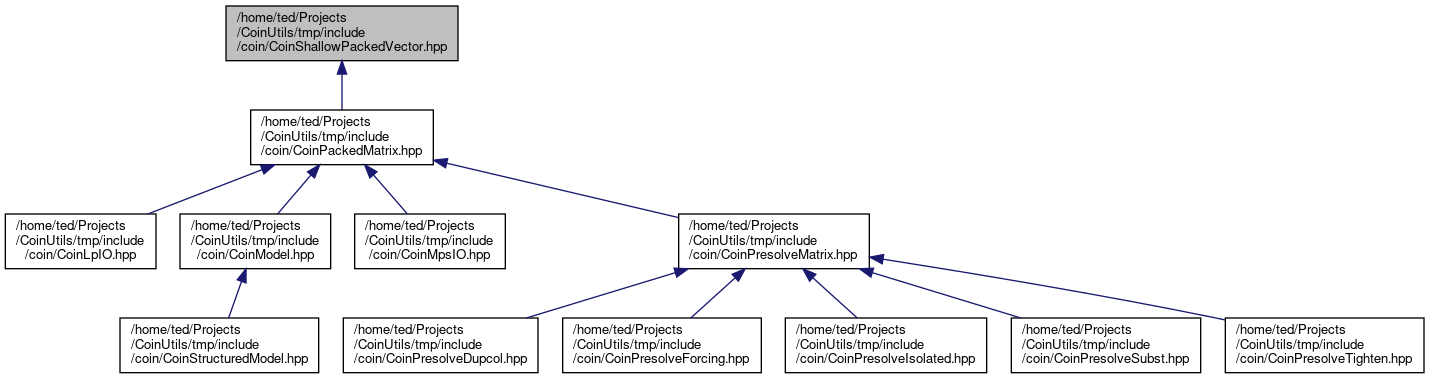 /home/ted/Projects
/CoinUtils/tmp/include
/coin/CoinShallowPackedVector.hpp
/home/ted/Projects
/CoinUtils/tmp/include
/coin/CoinPackedMatrix.hpp
/home/ted/Projects
/CoinUtils/tmp/include
/coin/CoinLpIO.hpp
/home/ted/Projects
/CoinUtils/tmp/include
/coin/CoinModel.hpp
/home/ted/Projects
/CoinUtils/tmp/include
/coin/CoinMpsIO.hpp
/home/ted/Projects
/CoinUtils/tmp/include
/coin/CoinPresolveMatrix.hpp
/home/ted/Projects
/CoinUtils/tmp/include
/coin/CoinStructuredModel.hpp
/home/ted/Projects
/CoinUtils/tmp/include
/coin/CoinPresolveDupcol.hpp
/home/ted/Projects
/CoinUtils/tmp/include
/coin/CoinPresolveForcing.hpp
/home/ted/Projects
/CoinUtils/tmp/include
/coin/CoinPresolveIsolated.hpp
/home/ted/Projects
/CoinUtils/tmp/include
/coin/CoinPresolveSubst.hpp
/home/ted/Projects
/CoinUtils/tmp/include
/coin/CoinPresolveTighten.hpp